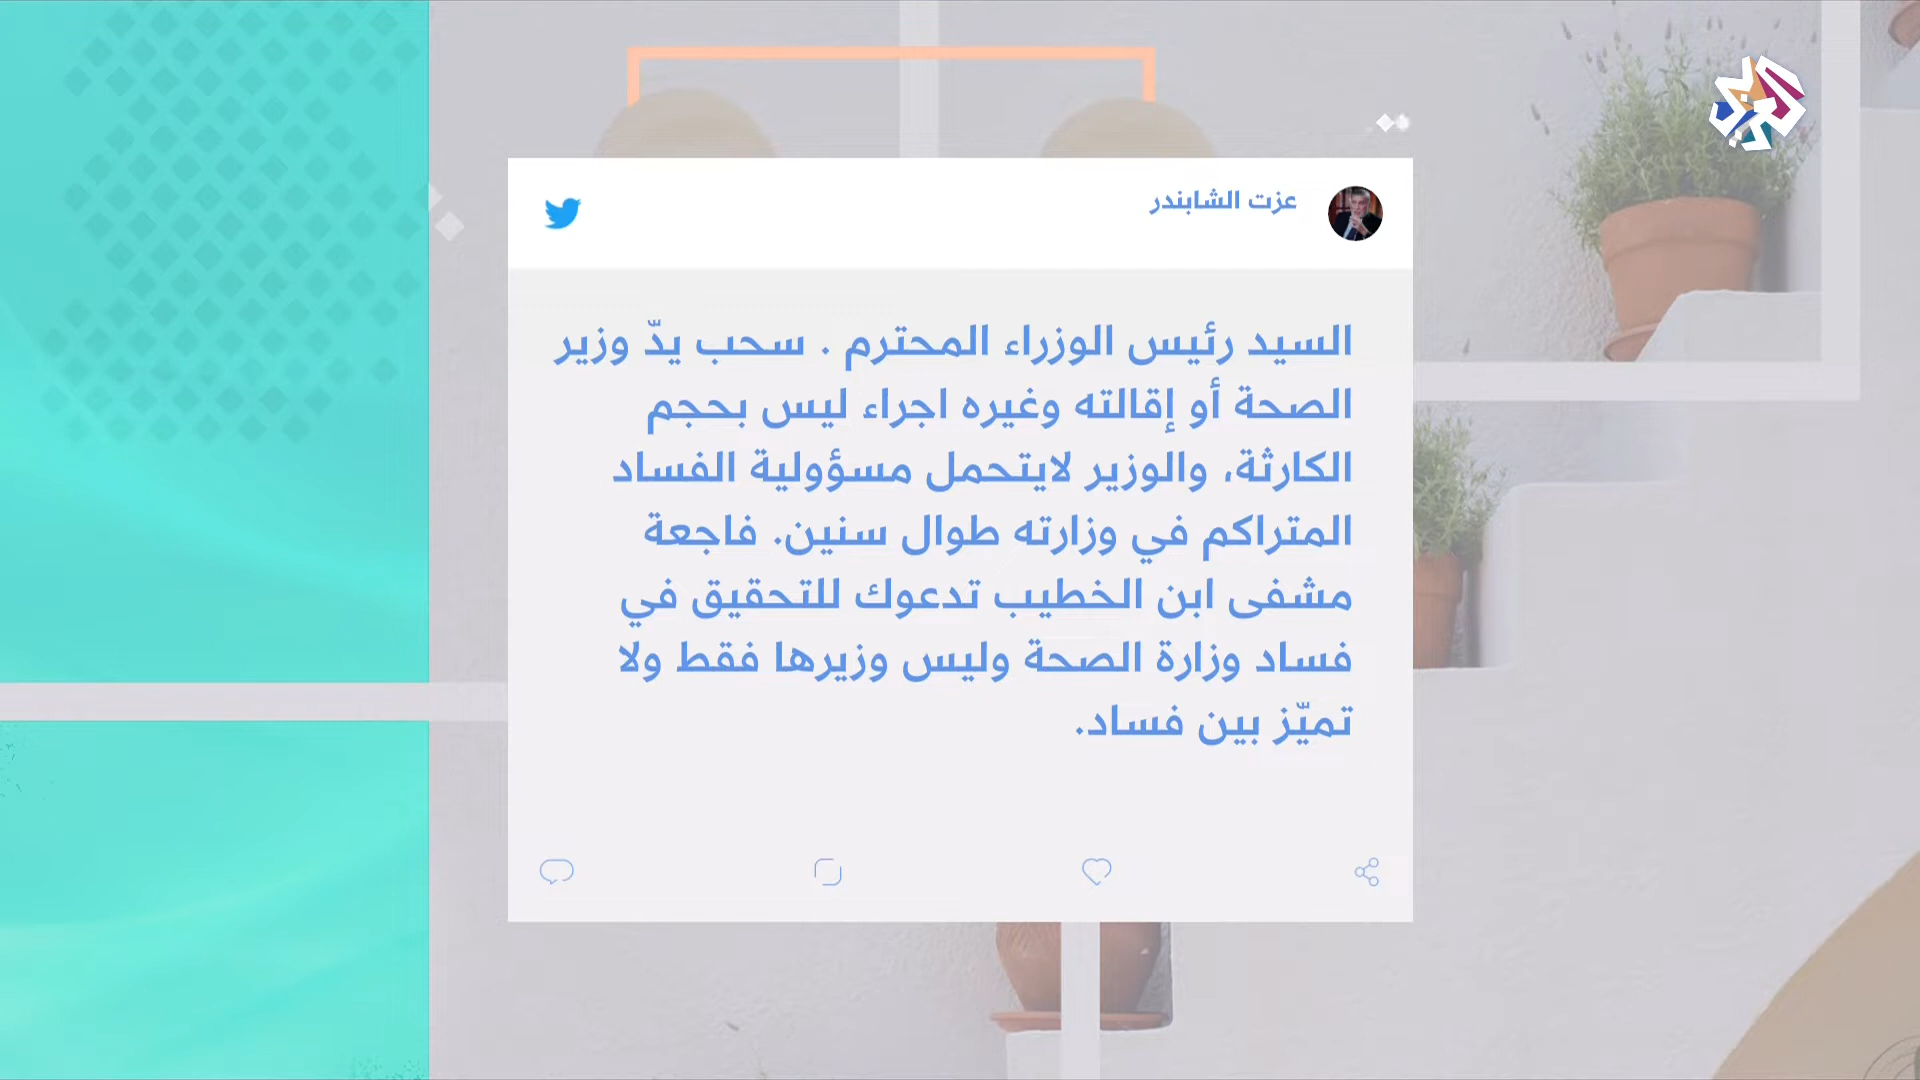 عزت الشابندر
السيد رئيس الوزراء المحترم . سحب يدّ وزير
الصحة أو إقالته وغيره اجراء ليس بحجم
الكارثة، والوزير لايتحمل مسؤولية الفساد
المتراكم في وزارته طوال سنين. فاجعة
مشفى ابن الخطيب تدعوك للتحقيق في
فساد وزارة الصحة وليس وزيرها فقط ولا
تميّز بين فساد.